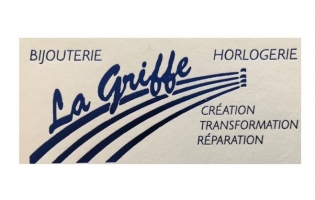 BIJOUTERIE HORLOGERIE
La Griffe
CRÉATION
TRANSFORMATION
RÉPARATION